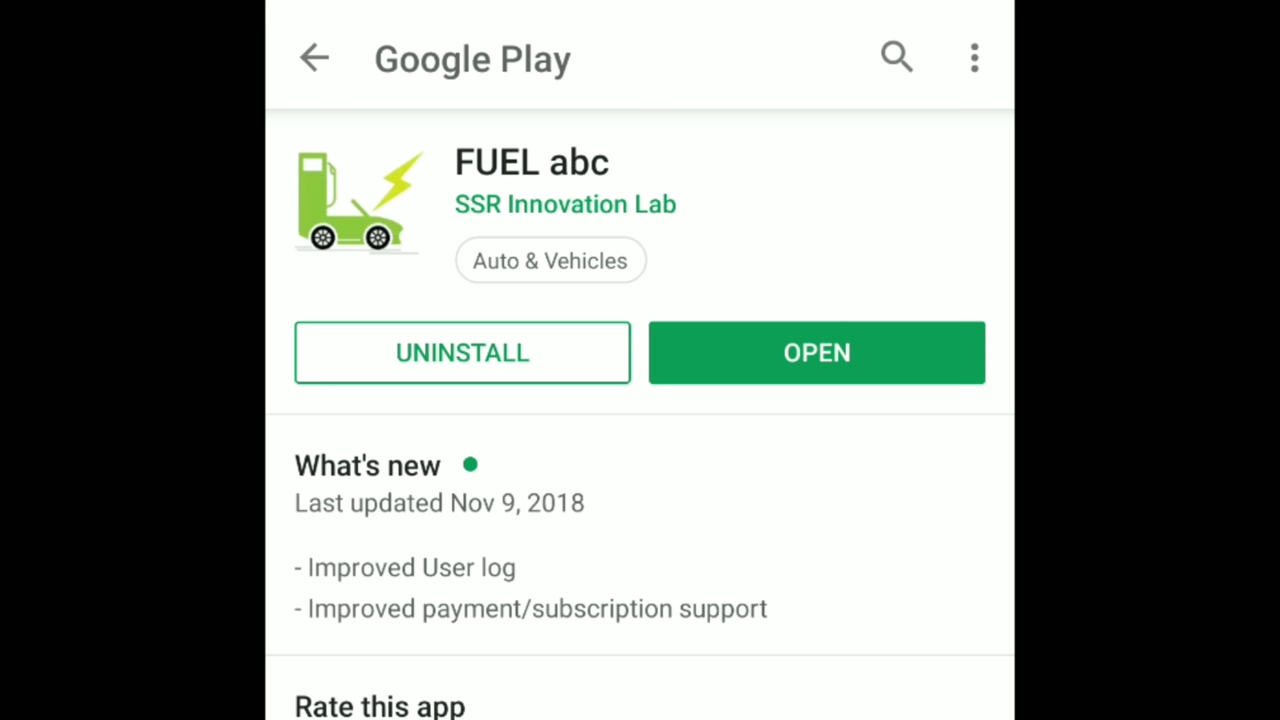 Google Play
FUEL abc
SSR Innovation Lab
Auto & Vehicles
UNINSTALL
OPEN
What's new
Last updated Nov 9, 2018
- Improved User log
- Improved payment/subscription support
Rate this app